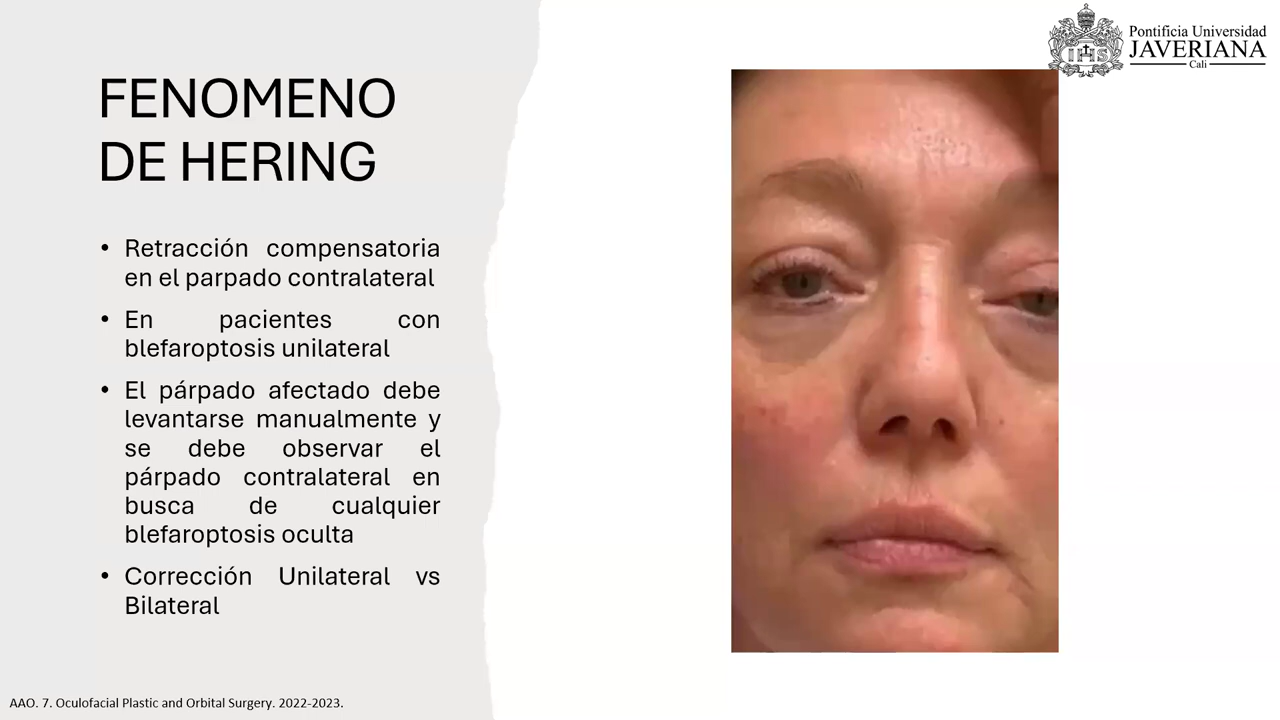 FENOMENO
DE HERING
• Retracción compensatoria
en el parpado contralateral
• En pacientes con
blefaroptosis unilateral
• El párpado afectado debe
levantarse manualmente y
se debe observar el
párpado contralateral en
busca de cualquier
blefaroptosis oculta
• Corrección Unilateral vs
Bilateral
AAO. 7. Oculofacial Plastic and Orbital Surgery. 2022-2023.
IHS
Pontificia Universidad
JAVERIANA
Cali